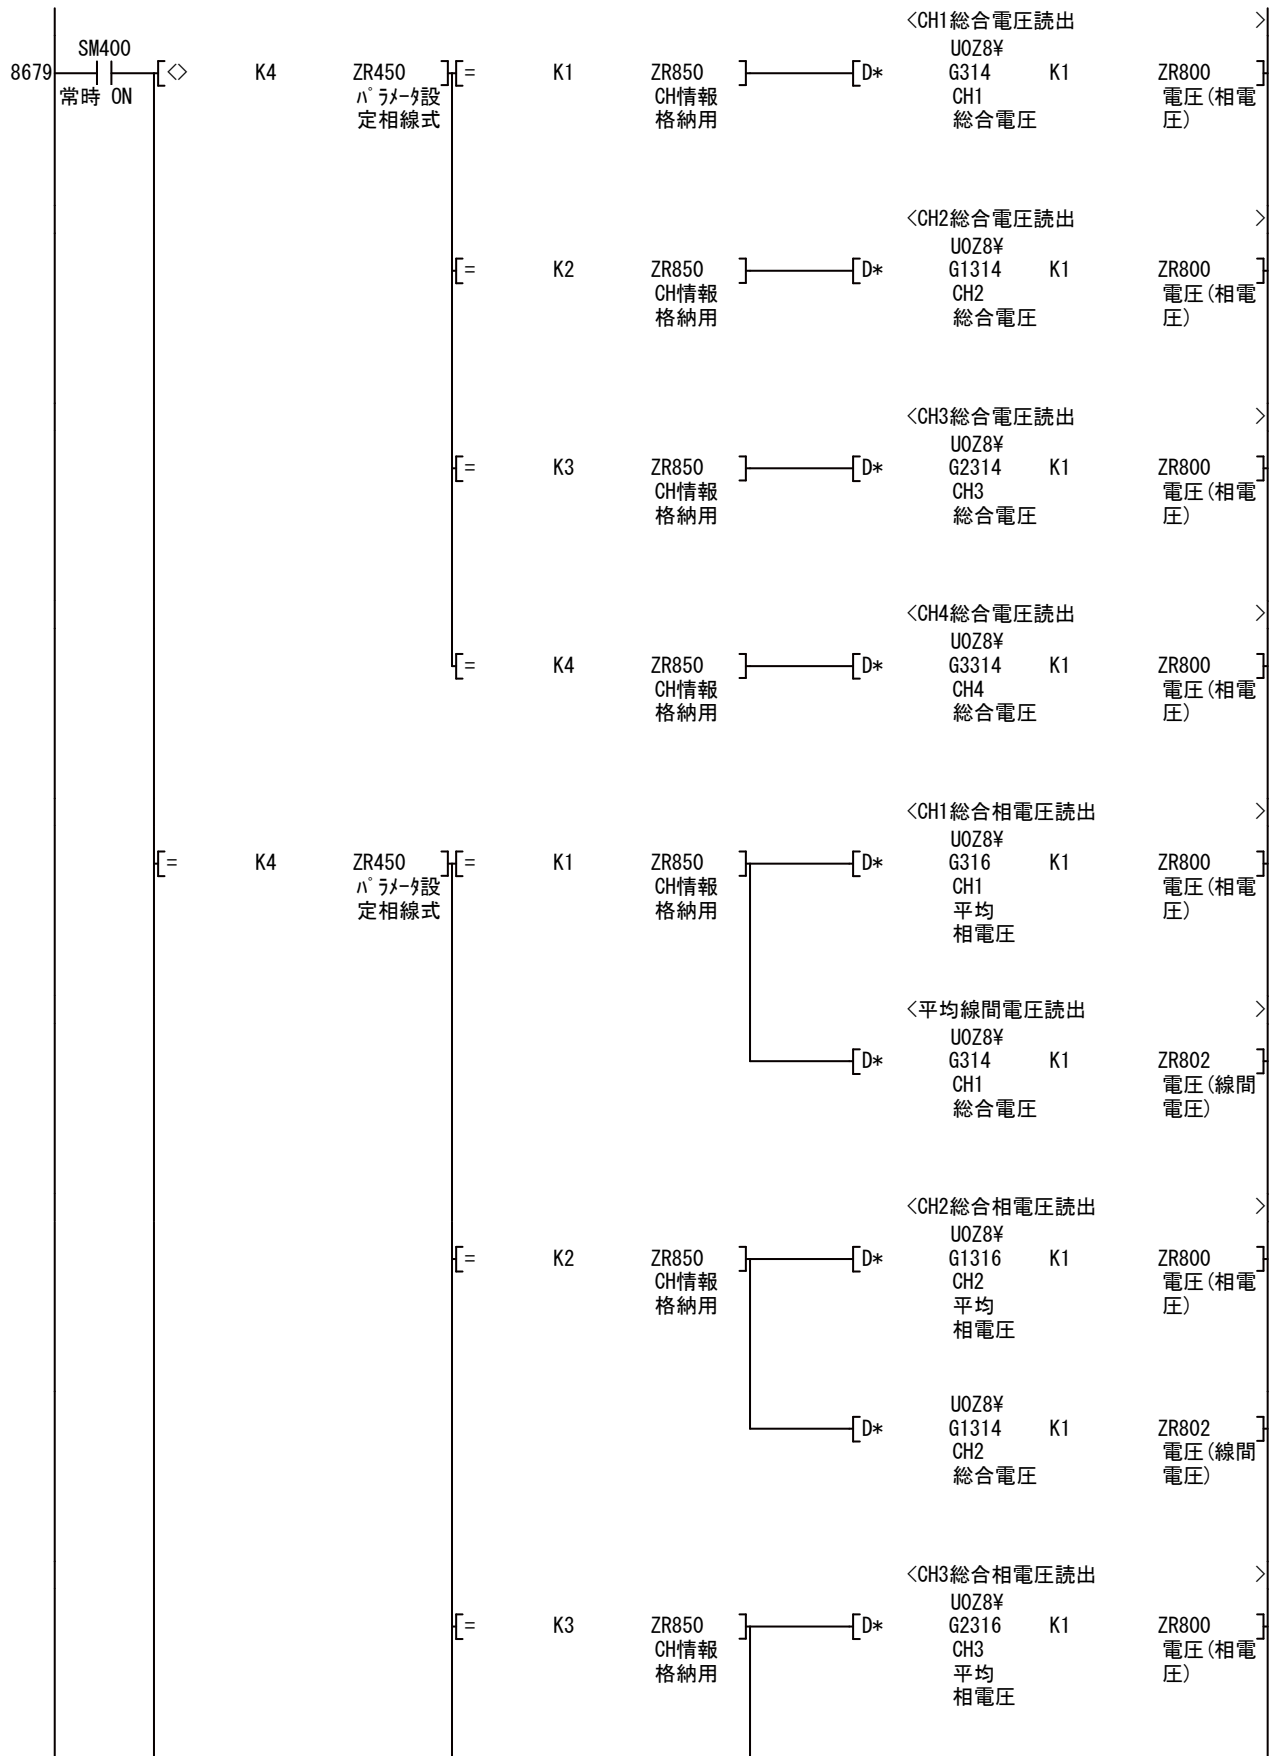 <CH1総合電圧読出 >
SM400 U0Z8¥
8679 [<> K4 ZR450 ] [= K1 ZR850 ] [D* G314 K1 ZR800 ]
常時 ON パラメータ設 CH情報 CH1 電圧(相電
定相線式 格納用 総合電圧 圧)
<CH2総合電圧読出 >
U0Z8¥
[= K2 ZR850 ] [D* G1314 K1 ZR800 ]
CH情報 CH2 電圧(相電
格納用 総合電圧 圧)
<CH3総合電圧読出 >
U0Z8¥
[= K3 ZR850 ] [D* G2314 K1 ZR800 ]
CH情報 CH3 電圧(相電
格納用 総合電圧 圧)
<CH4総合電圧読出 >
U0Z8¥
[= K4 ZR850 ] [D* G3314 K1 ZR800 ]
CH情報 CH4 電圧(相電
格納用 総合電圧 圧)
<CH1総合相電圧読出 >
U0Z8¥
[= K4 ZR450 ] [= K1 ZR850 ] [D* G316 K1 ZR800 ]
パラメータ設 CH情報 CH1 電圧(相電
定相線式 格納用 平均 圧)
相電圧
<平均線間電圧読出 >
U0Z8¥
[D* G314 K1 ZR802 ]
CH1 電圧(線間
総合電圧 電圧)
<CH2総合相電圧読出 >
U0Z8¥
[= K2 ZR850 ] [D* G1316 K1 ZR800 ]
CH情報 CH2 電圧(相電
格納用 平均 圧)
相電圧
U0Z8¥
[D* G1314 K1 ZR802 ]
CH2 電圧(線間
総合電圧 電圧)
<CH3総合相電圧読出 >
U0Z8¥
[= K3 ZR850 ] [D* G2316 K1 ZR800 ]
CH情報 CH3 電圧(相電
格納用 平均 圧)
相電圧